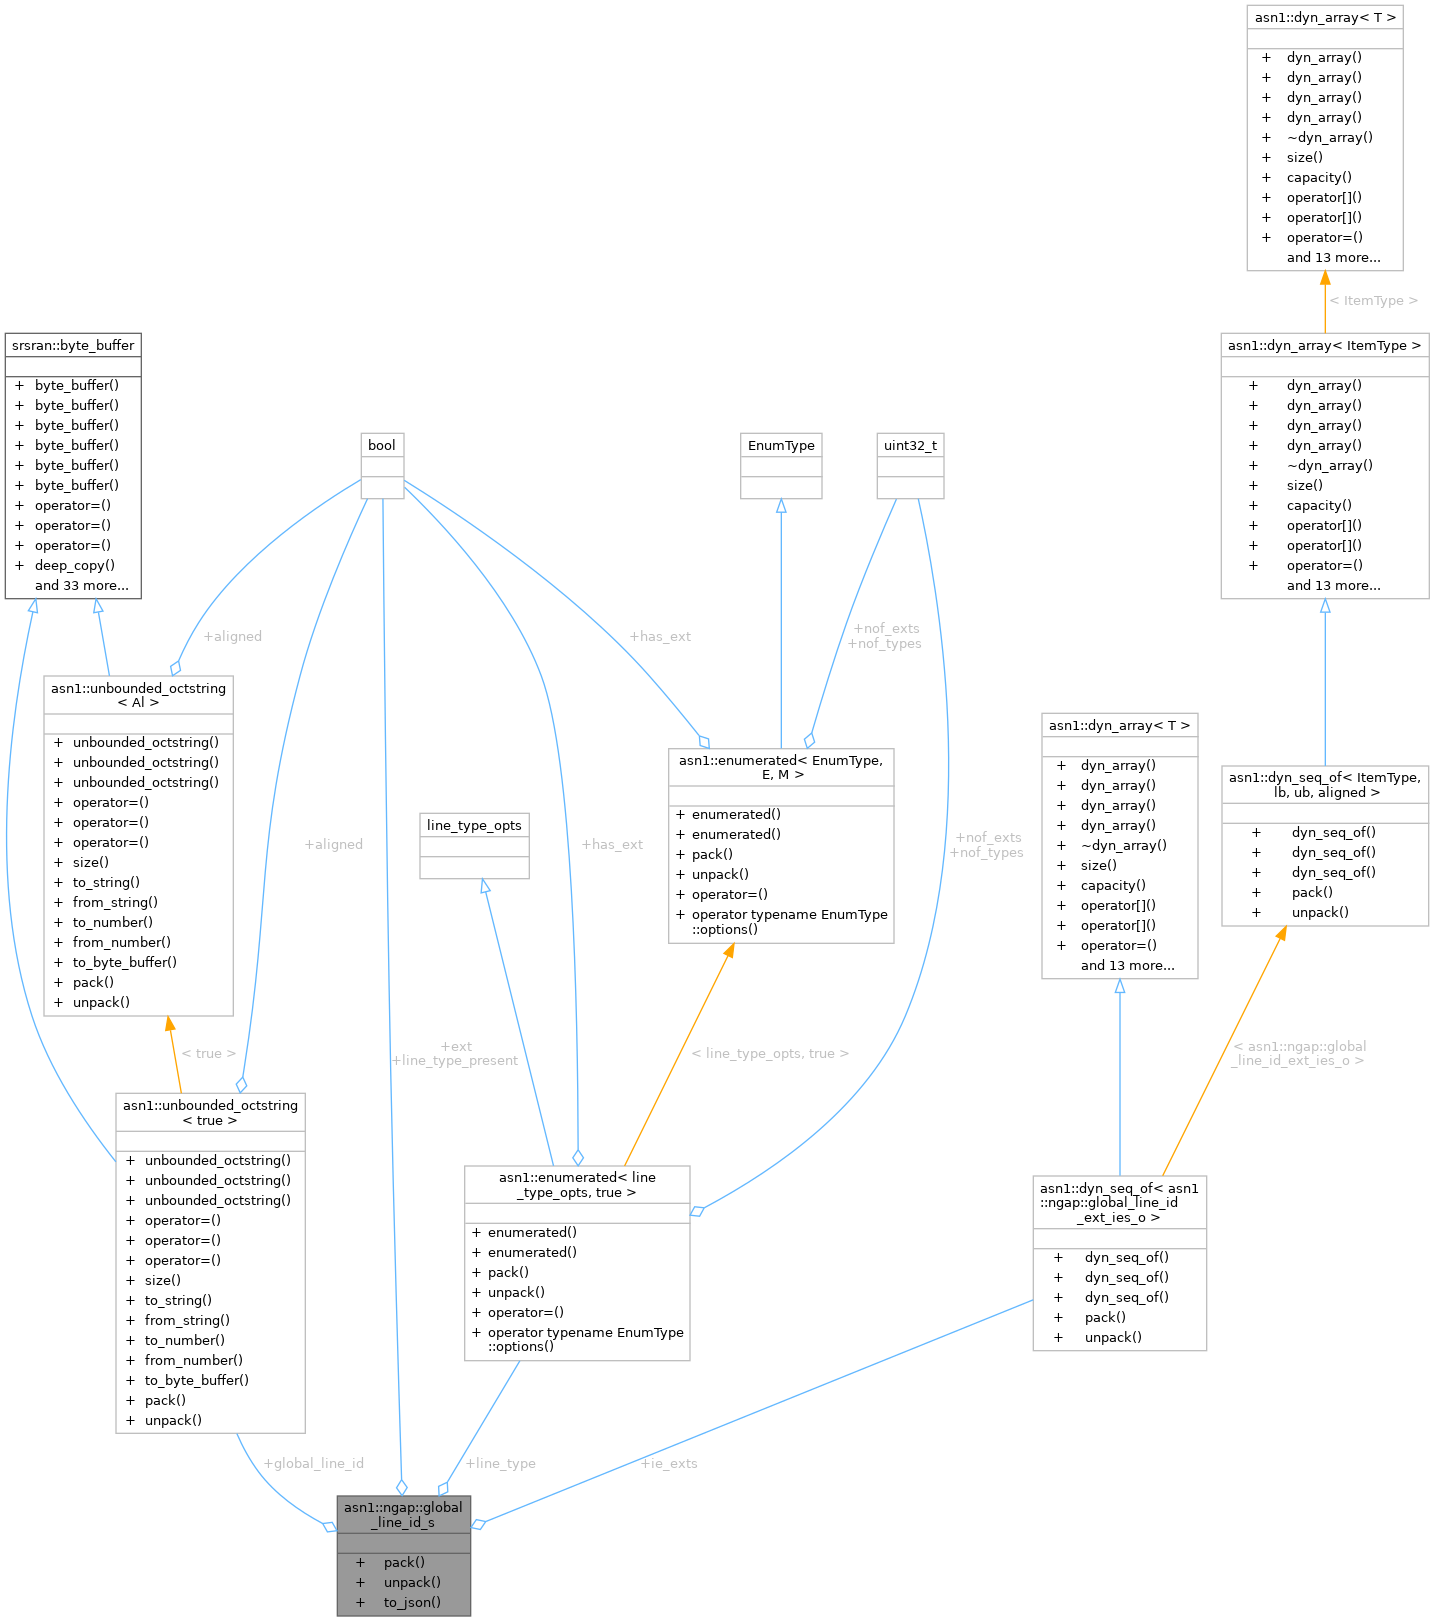 asn1::dyn_array< T >
+ dyn_array()
+ dyn_array()
+ dyn_array()
+ dyn_array()
+ ~dyn_array()
+ size()
+ capacity()
+ operator[]()
+ operator[]()
+ operator=()
and 13 more...
< ItemType >
srsran::byte_buffer
+ byte_buffer()
+ byte_buffer()
+ byte_buffer()
+ byte_buffer()
+ byte_buffer()
+ byte_buffer()
+ operator=()
+ operator=()
+ operator=()
+ deep_copy()
and 33 more...
asn1::dyn_array< ItemType >
+ dyn_array()
+ dyn_array()
+ dyn_array()
+ dyn_array()
+ ~dyn_array()
+ size()
+ capacity()
+ operator[]()
+ operator[]()
+ operator=()
and 13 more...
bool
EnumType
uint32_t
+aligned
+has_ext
+nof_exts
+nof_types
asn1::unbounded_octstring
< Al >
+ unbounded_octstring()
+ unbounded_octstring()
+ unbounded_octstring()
+ operator=()
+ operator=()
+ operator=()
+ size()
+ to_string()
+ from_string()
+ to_number()
+ from_number()
+ to_byte_buffer()
+ pack()
+ unpack()
+aligned
line_type_opts
+has_ext
asn1::enumerated< EnumType,
E, M >
+ enumerated()
+ enumerated()
+ pack()
+ unpack()
+ operator=()
+ operator typename EnumType
::options()
+nof_exts
+nof_types
asn1::dyn_array< T >
+ dyn_array()
+ dyn_array()
+ dyn_array()
+ dyn_array()
+ ~dyn_array()
+ size()
+ capacity()
+ operator[]()
+ operator[]()
+ operator=()
and 13 more...
asn1::dyn_seq_of< ItemType,
lb, ub, aligned >
+ dyn_seq_of()
+ dyn_seq_of()
+ dyn_seq_of()
+ pack()
+ unpack()
< true >
+ext
+line_type_present
< line_type_opts, true >
< asn1::ngap::global
_line_id_ext_ies_o >
asn1::unbounded_octstring
< true >
+ unbounded_octstring()
+ unbounded_octstring()
+ unbounded_octstring()
+ operator=()
+ operator=()
+ operator=()
+ size()
+ to_string()
+ from_string()
+ to_number()
+ from_number()
+ to_byte_buffer()
+ pack()
+ unpack()
asn1::enumerated< line
_type_opts, true >
+ enumerated()
+ enumerated()
+ pack()
+ unpack()
+ operator=()
+ operator typename EnumType
::options()
asn1::dyn_seq_of< asn1
::ngap::global_line_id
_ext_ies_o >
+ dyn_seq_of()
+ dyn_seq_of()
+ dyn_seq_of()
+ pack()
+ unpack()
+global_line_id
+line_type
+ie_exts
asn1::ngap::global
_line_id_s
+ pack()
+ unpack()
+ to_json()